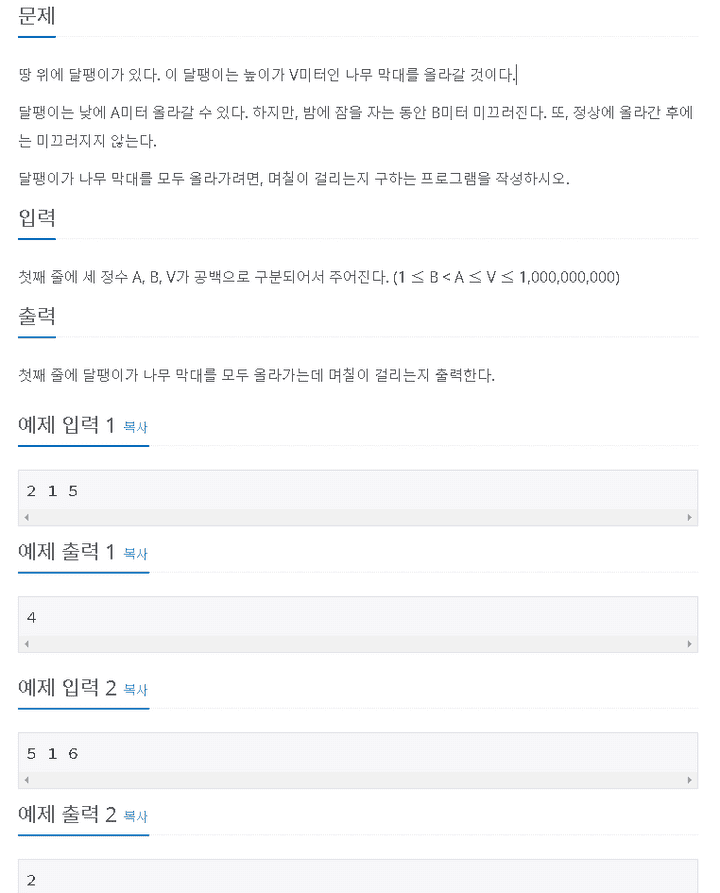 문제
땅 위에 달팽이가 있다. 이 달팽이는 높이가 V미터인 나무 막대를 올라갈 것이다.
달팽이는 낮에 A미터 올라갈 수 있다. 하지만, 밤에 잠을 자는 동안 B미터 미끄러진다. 또, 정상에 올라간 후에
는 미끄러지지 않는다.
달팽이가 나무 막대를 모두 올라가려면, 며칠이 걸리는지 구하는 프로그램을 작성하시오.
입력
첫째 줄에 세 정수 A, B, V가 공백으로 구분되어서 주어진다. (1 ≤ B < A ≤ V ≤ 1,000,000,000)
출력
첫째 줄에 달팽이가 나무 막대를 모두 올라가는데 며칠이 걸리는지 출력한다.
예제 입력 1 복사
2 1 5
예제 출력 1 복사
4
예제 입력 2 복사
5 1 6
예제 출력 2 복사
2